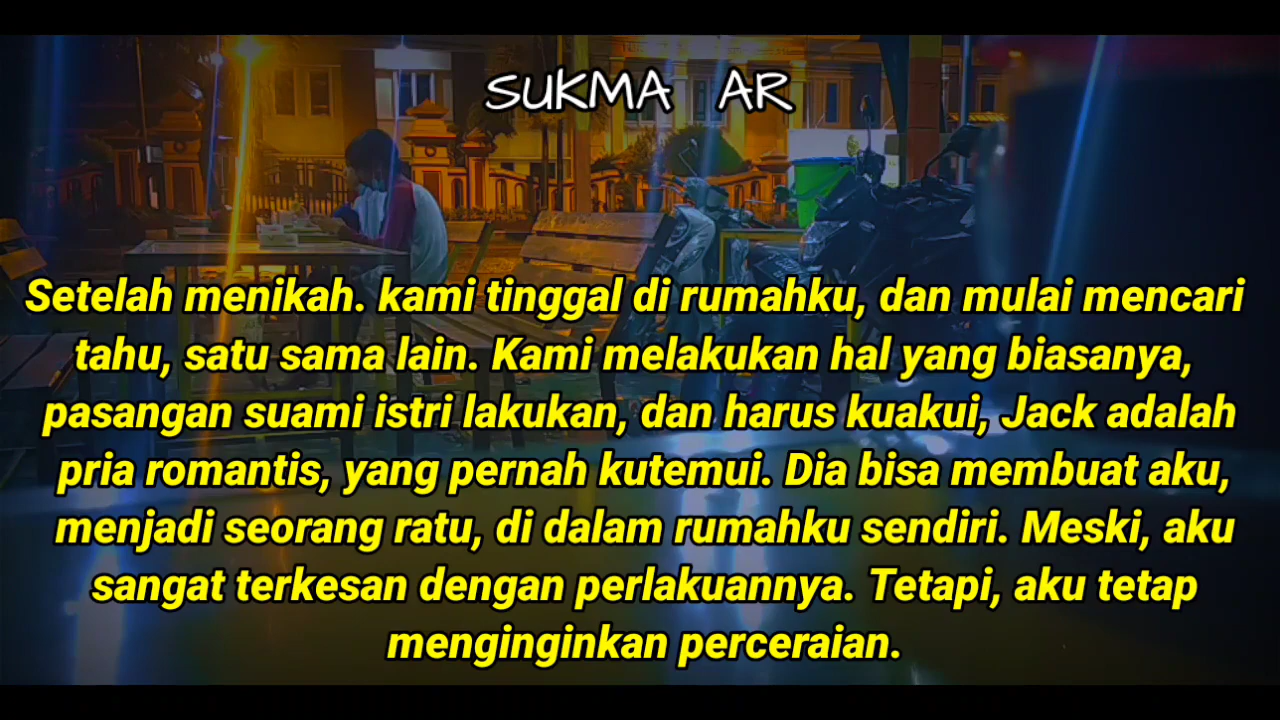 SUKMA AR
Setelah menikah. kami tinggal di rumahku, dan mulai mencari
tahu, satu sama lain. Kami melakukan hal yang biasanya,
pasangan suami istri lakukan, dan harus kuakui, Jack adalah
pria romantis, yang pernah kutemui. Dia bisa membuat aku,
menjadi seorang ratu, di dalam rumahku sendiri. Meski, aku
sangat terkesan dengan perlakuannya. Tetapi, aku tetap
menginginkan perceraian.